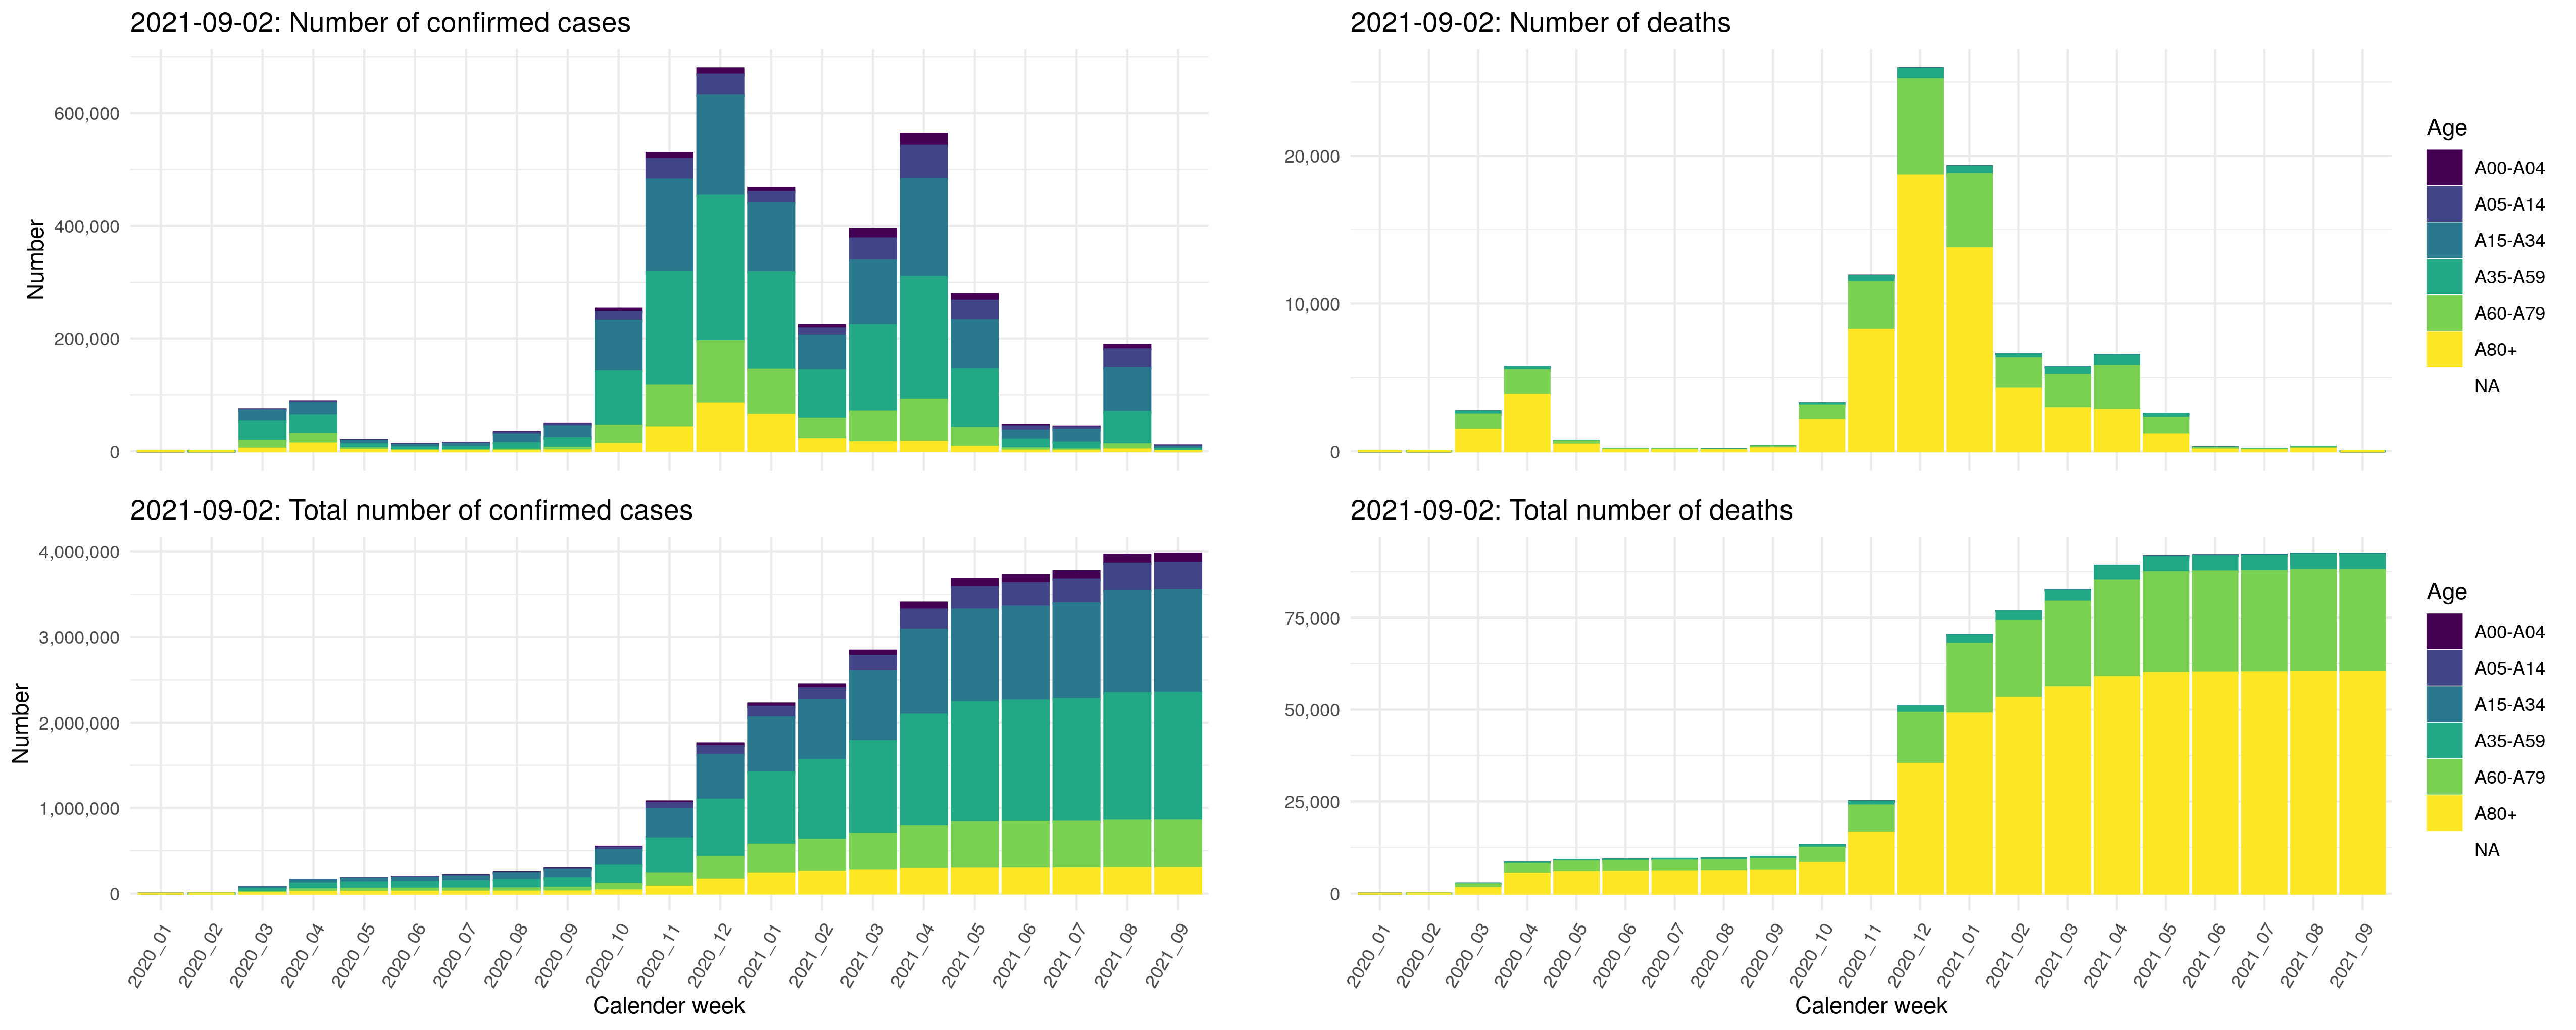 2021-09-02: Number of confirmed cases
Number
600,000
400,000
200,000
0
2021-09-02: Number of deaths
20,000
10,000
0
Age
A00-A04
A05-A14
A15-A34
A35-A59
A60-A79
A80+
NA
2021-09-02: Total number of confirmed cases
Number
4,000,000
3,000,000
2,000,000
1,000,000
0
2020_01
2020_02
2020_03
2020_04
2020_05
2020_06
2020_07
2020_08
2020_09
2020_10
2020_11
2020_12
2021_01
2021_02
2021_03
2021_04
2021_05
2021_06
2021_07
2021_08
2021_09
Calender week
2021-09-02: Total number of deaths
75,000
50,000
25,000
0
2020_01
2020_02
2020_03
2020_04
2020_05
2020_06
2020_07
2020_08
2020_09
2020_10
2020_11
2020_12
2021_01
2021_02
2021_03
2021_04
2021_05
2021_06
2021_07
2021_08
2021_09
Calender week
Age
A00-A04
A05-A14
A15-A34
A35-A59
A60-A79
A80+
NA